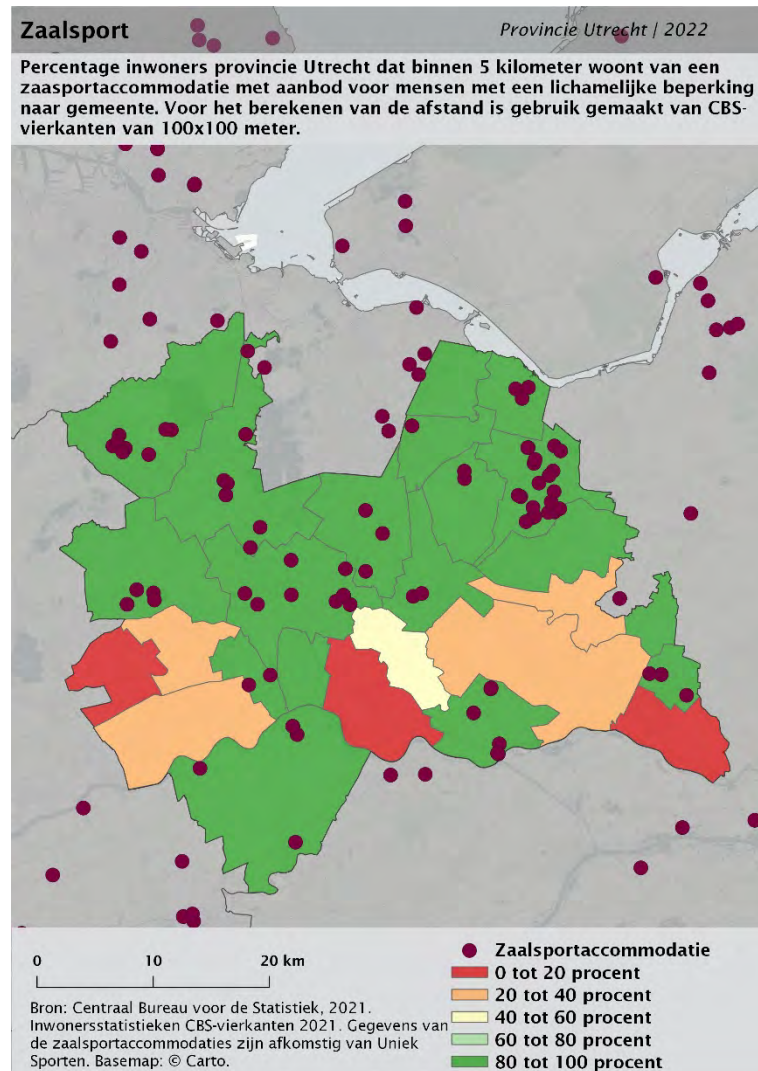 Zaalsport
Provincie Utrecht | 2022
Percentage inwoners provincie Utrecht dat binnen 5 kilometer woont van een
zaasportaccommodatie met aanbod voor mensen met een lichamelijke beperking
naar gemeente. Voor het berekenen van de afstand is gebruik gemaakt van CBS-
vierkanten van 100x100 meter.
0 10 20 km
Bron: Centraal Bureau voor de Statistiek, 2021.
Inwonersstatistieken CBS-vierkanten 2021. Gegevens van
de zaalsportaccommodaties zijn afkomstig van Uniek
Sporten. Basemap: © Carto.
Zaalsportaccommodatie
0 tot 20 procent
20 tot 40 procent
40 tot 60 procent
60 tot 80 procent
80 tot 100 procent